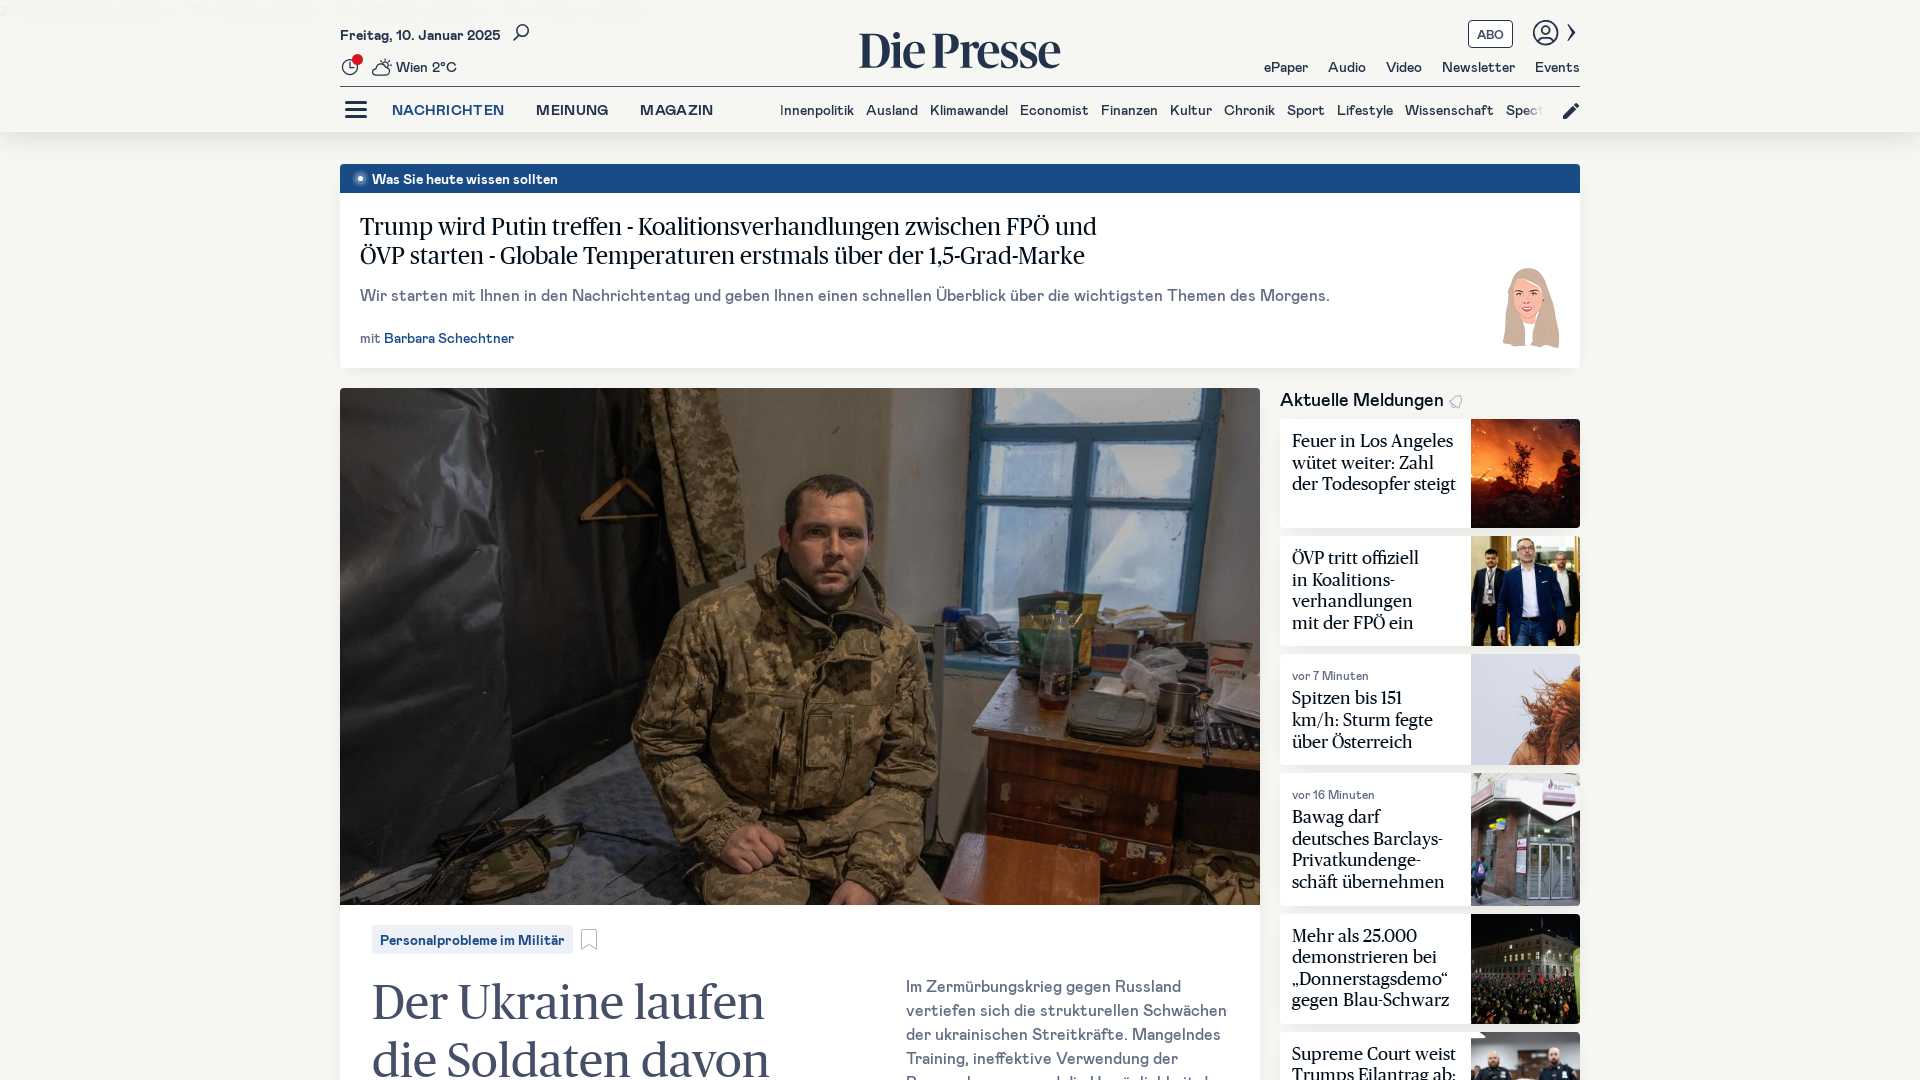 Freitag, 10. Januar 2025
Wien 2°C
Die Presse
ABO
ePaper Audio Video Newsletter Events
NACHRICHTEN MEINUNG MAGAZIN
Innenpolitik Ausland Klimawandel Economist Finanzen Kultur Chronik Sport Lifestyle Wissenschaft Spect
Was Sie heute wissen sollten
Trump wird Putin treffen - Koalitionsverhandlungen zwischen FPÖ und
ÖVP starten - Globale Temperaturen erstmals über der 1,5-Grad-Marke
Wir starten mit Ihnen in den Nachrichtentag und geben Ihnen einen schnellen Überblick über die wichtigsten Themen des Morgens.
mit Barbara Schechtner
Personalprobleme im Militär
Der Ukraine laufen
die Soldaten davon
Im Zermürbungskrieg gegen Russland
vertiefen sich die strukturellen Schwächen
der ukrainischen Streitkräfte. Mangelndes
Training, ineffektive Verwendung der
Aktuelle Meldungen
Feuer in Los Angeles
wütet weiter: Zahl
der Todesopfer steigt
ÖVP tritt offiziell
in Koalitions-
verhandlungen
mit der FPÖ ein
vor 7 Minuten
Spitzen bis 151
km/h: Sturm fegte
über Österreich
vor 16 Minuten
Bawag darf
deutsches Barclays-
Privatkundenge-
schäft übernehmen
Mehr als 25.000
demonstrieren bei
„Donnerstagsdemo“
gegen Blau-Schwarz
Supreme Court weist
Trumps Eilantrag ab: